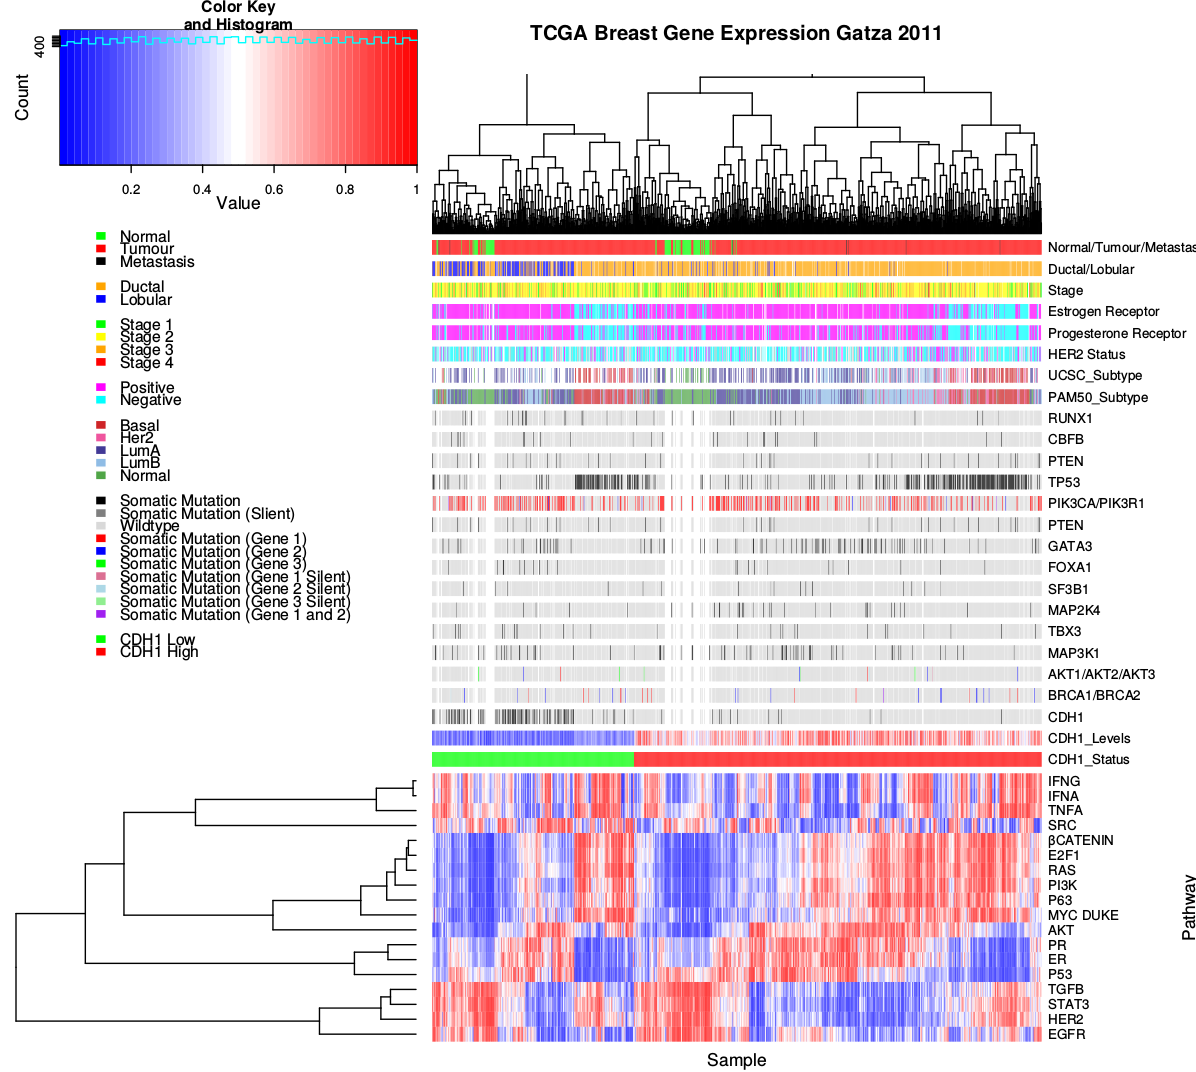 Color Key
and Histogram
400
Count
0.2 0.4 0.6 0.8 1
Value
TCGA Breast Gene Expression Gatza 2011
Normal
Tumour
Metastasis
Ductal
Lobular
Stage 1
Stage 2
Stage 3
Stage 4
Positive
Negative
Basal
Her2
LumA
LumB
Normal
Somatic Mutation
Somatic Mutation (Slient)
Wildtype
Somatic Mutation (Gene 1)
Somatic Mutation (Gene 2)
Somatic Mutation (Gene 3)
Somatic Mutation (Gene 1 Silent)
Somatic Mutation (Gene 2 Silent)
Somatic Mutation (Gene 3 Silent)
Somatic Mutation (Gene 1 and 2)
CDH1 Low
CDH1 High
Normal/Tumour/Metastas
Ductal/Lobular
Stage
Estrogen Receptor
Progesterone Receptor
HER2 Status
UCSC_Subtype
PAM50_Subtype
RUNX1
CBFB
PTEN
TP53
PIK3CA/PIK3R1
PTEN
GATA3
FOXA1
SF3B1
MAP2K4
TBX3
MAP3K1
AKT1/AKT2/AKT3
BRCA1/BRCA2
CDH1
CDH1_Levels
CDH1_Status
IFNG
IFNA
TNFA
SRC
βCATENIN
E2F1
RAS
PI3K
P63
MYC DUKE
AKT
PR
ER
P53
TGFB
STAT3
HER2
EGFR
Pathway
Sample